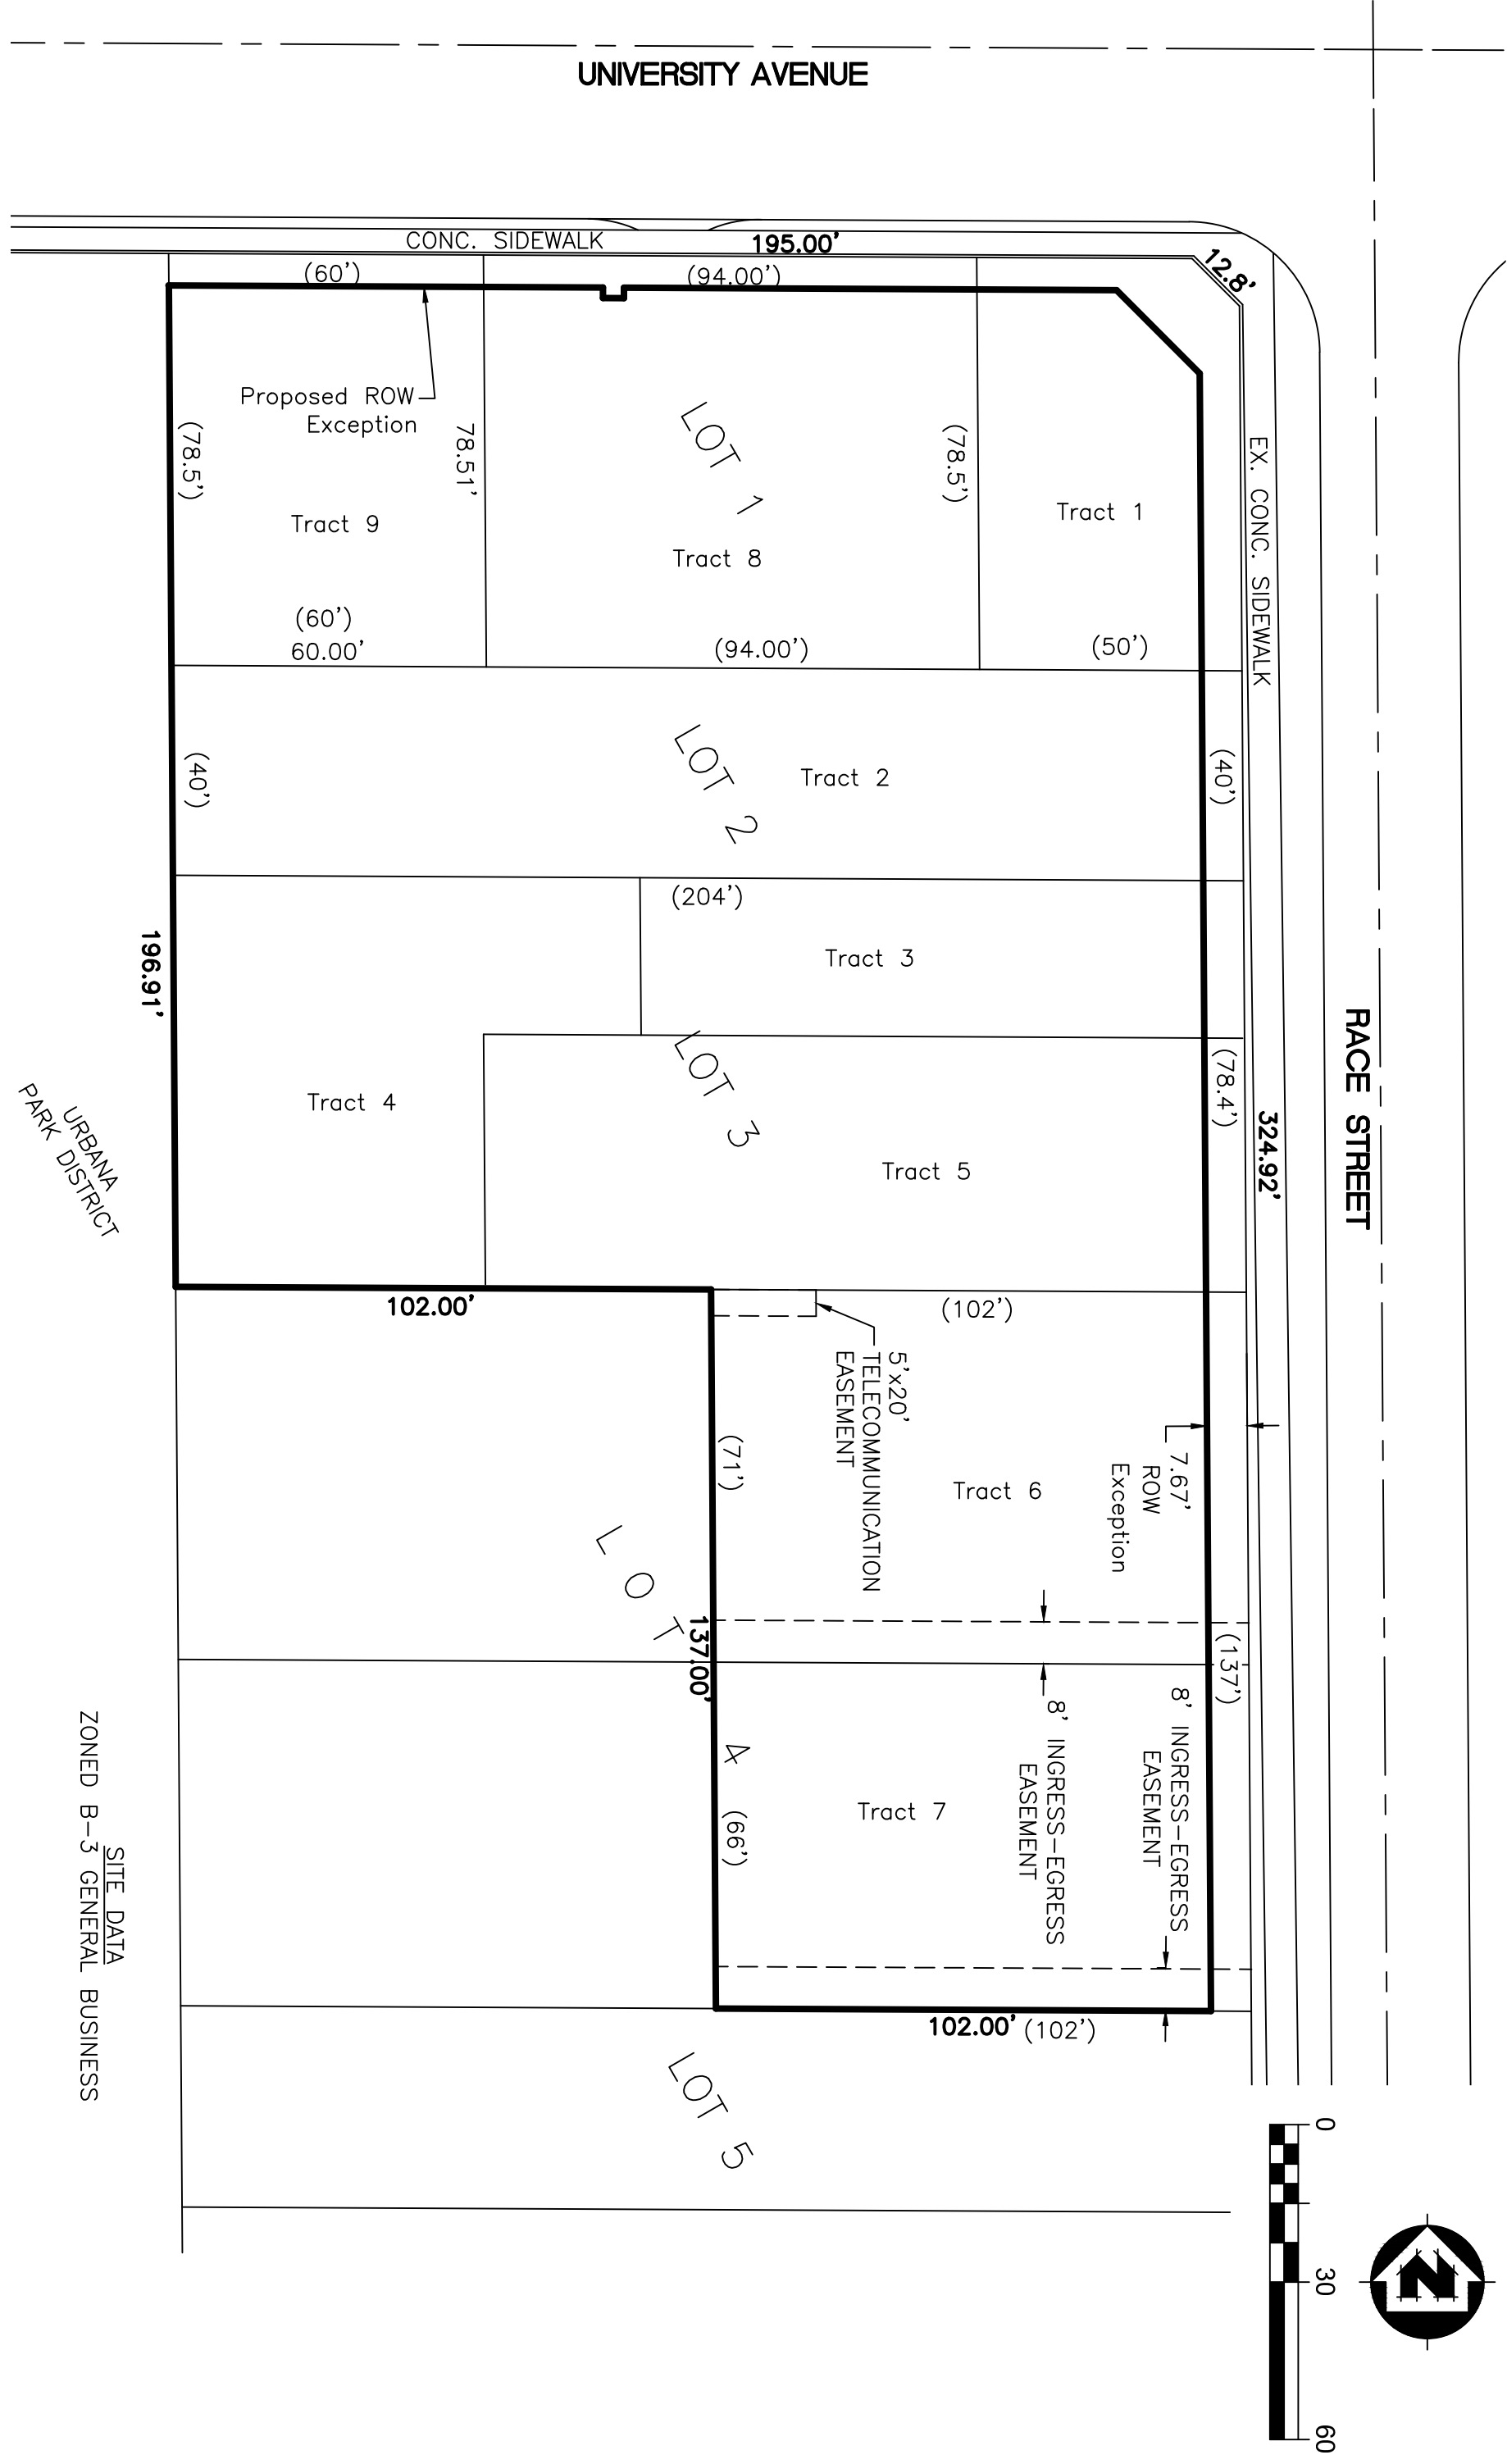 UNIVERSITY AVENUE
CONC. SIDEWALK
195.00'
12.8'
(60')
(94.00')
Proposed ROW
Exception
(78.5')
78.51'
LOT 1
(78.5')
Tract 1
Tract 9
Tract 8
EX. CONC. SIDEWALK
(60')
60.00'
(94.00')
(50')
LOT 2
(40')
Tract 2
(40')
(204')
196.91'
Tract 3
RACE STREET
LOT 3
(78.4')
Tract 4
324.92'
Tract 5
URBANA
PARK DISTRICT
102.00'
(102')
5'x20'
TELECOMMUNICATION
EASEMENT
(71')
Tract 6
7.67'
ROW
Exception
LOT 4
137.00'
(137')
8' INGRESS-EGRESS
EASEMENT
8' INGRESS-EGRESS
EASEMENT
Tract 7
(66')
SITE DATA
ZONED B-3 GENERAL BUSINESS
102.00' (102')
LOT 5
0
30
60
N